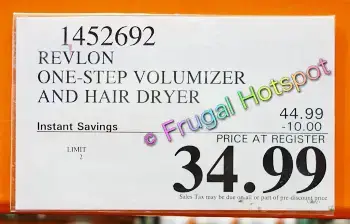 1452692
REVLON
ONE-STEP VOLUMIZER
AND HAIR DRYER
44.99
Instant Savings -10.00
© Frugal Hotspot
PRICE AT REGISTER
LIMIT
2
34.99
Sales Tax may be due on all or part of pre-discount price